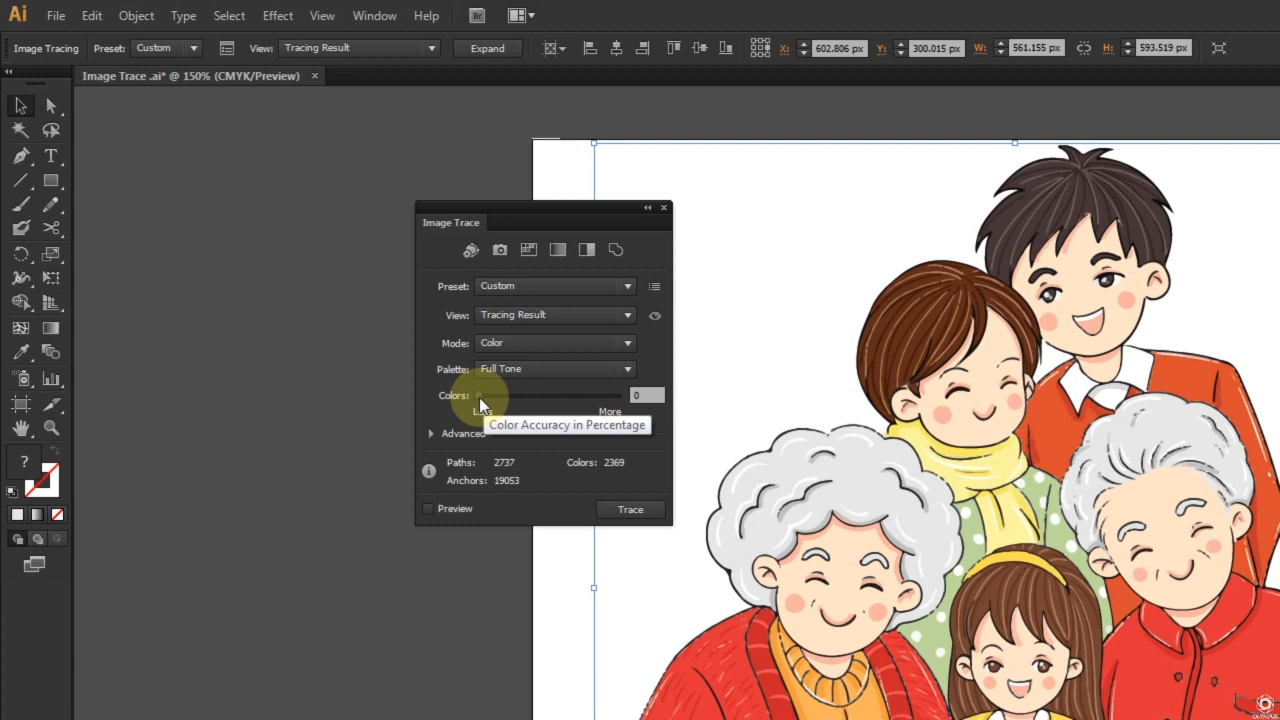 Ai File Edit Object Type Select Effect View Window Help Br
Image Tracing Preset: Custom View: Tracing Result Expand X: 602.806 px Y: 300.015 px W: 561.155 px H: 593.519 px
Image Trace .ai* @ 150% (CMYK/Preview) ×
Image Trace
Preset: Custom
View: Tracing Result
Mode: Color
Palette: Full Tone
Colors: 0
More
Color Accuracy in Percentage
Advanced
Paths: 2737 Colors: 2369
Anchors: 19053
Preview Trace
?